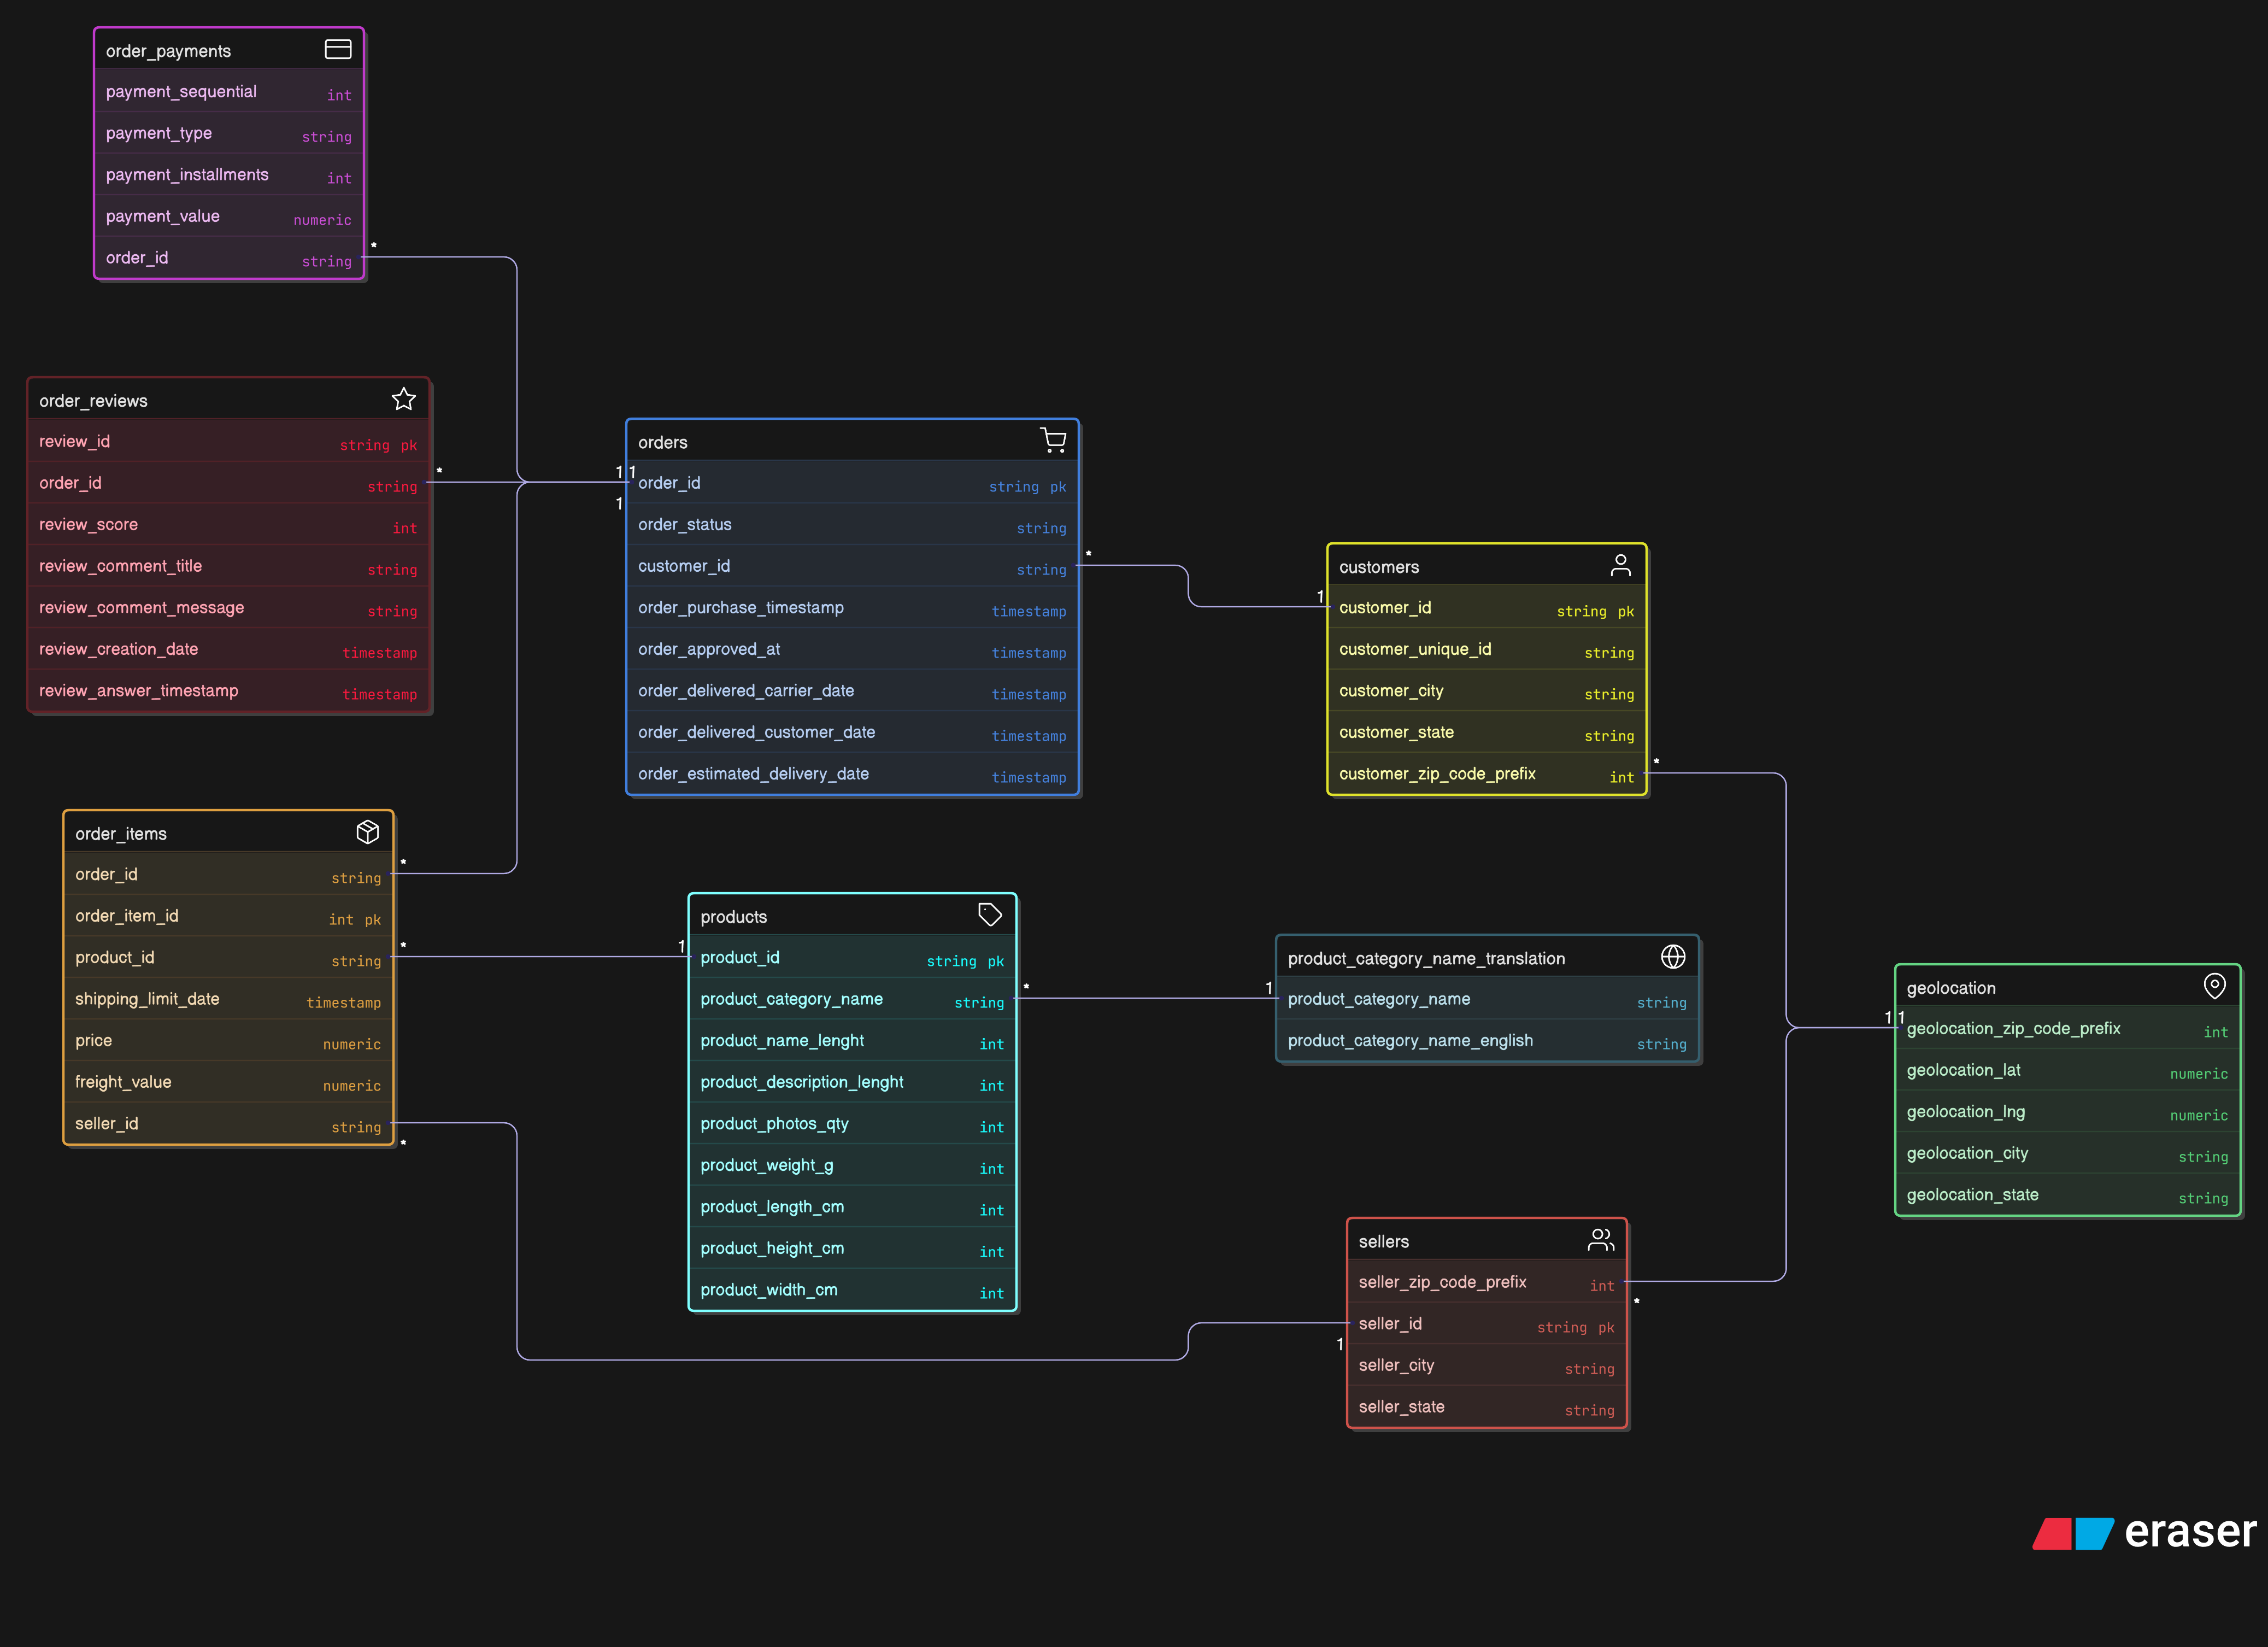 order_payments
payment_sequential int
payment_type string
payment_installments int
payment_value numeric
order_id string
*
order_reviews
review_id string pk
order_id string
*
review_score int
review_comment_title string
review_comment_message string
review_creation_date timestamp
review_answer_timestamp timestamp
orders
1 1
order_id string pk
1
order_status string
customer_id string
*
order_purchase_timestamp timestamp
order_approved_at timestamp
order_delivered_carrier_date timestamp
order_delivered_customer_date timestamp
order_estimated_delivery_date timestamp
customers
1
customer_id string pk
customer_unique_id string
customer_city string
customer_state string
customer_zip_code_prefix int
*
order_items
order_id string
*
order_item_id int pk
product_id string
*
shipping_limit_date timestamp
price numeric
freight_value numeric
seller_id string
*
products
1
product_id string pk
product_category_name string
*
product_name_lenght int
product_description_lenght int
product_photos_qty int
product_weight_g int
product_length_cm int
product_height_cm int
product_width_cm int
product_category_name_translation
1
product_category_name string
product_category_name_english string
geolocation
1 1
geolocation_zip_code_prefix int
geolocation_lat numeric
geolocation_lng numeric
geolocation_city string
geolocation_state string
sellers
seller_zip_code_prefix int
*
seller_id string pk
1
seller_city string
seller_state string
eraser